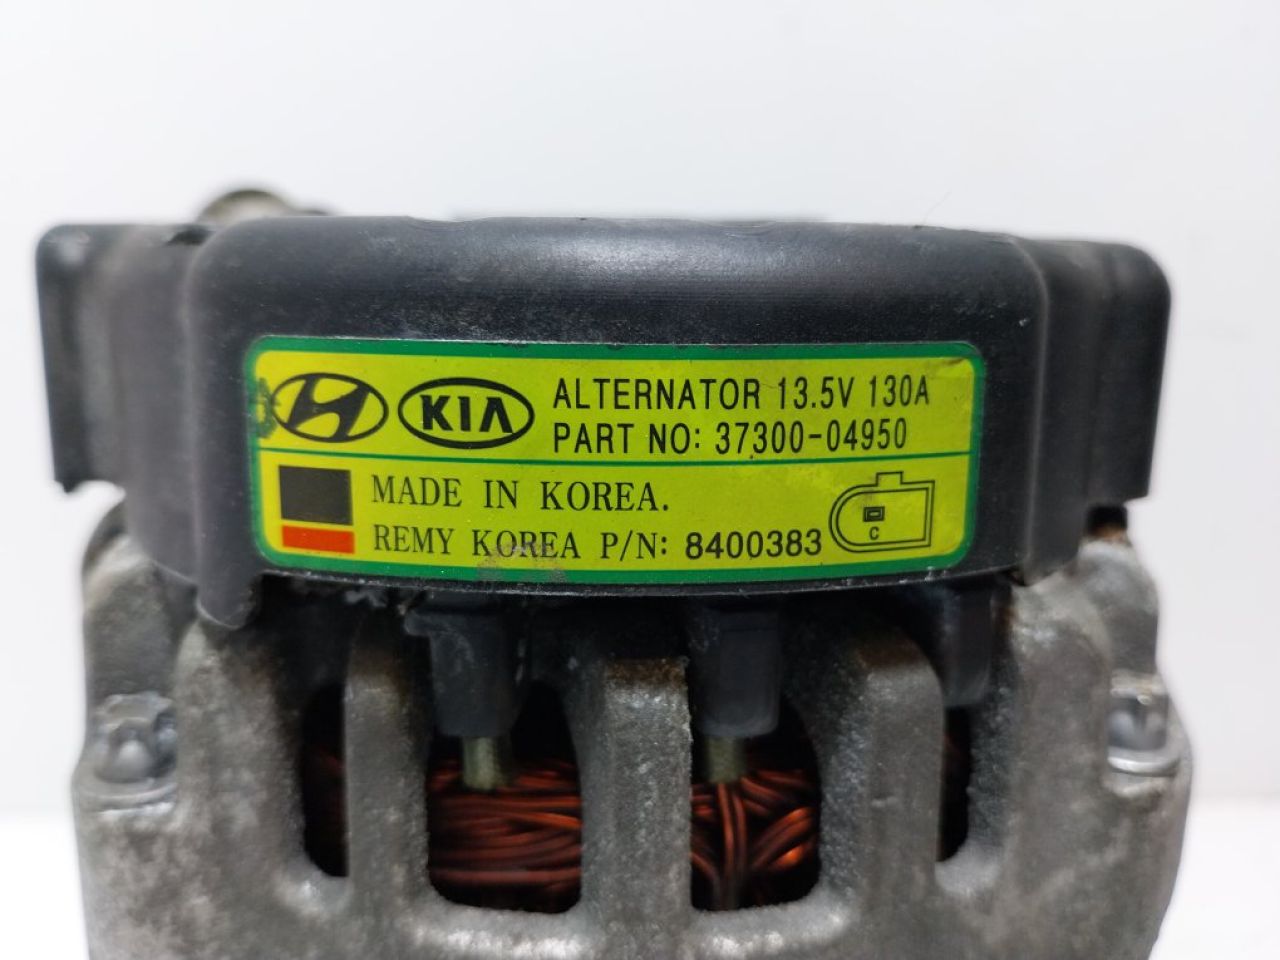 KIA
ALTERNATOR 13.5V 130A
PART NO: 37300-04950
MADE IN KOREA.
REMY KOREA P/N: 8400383
C